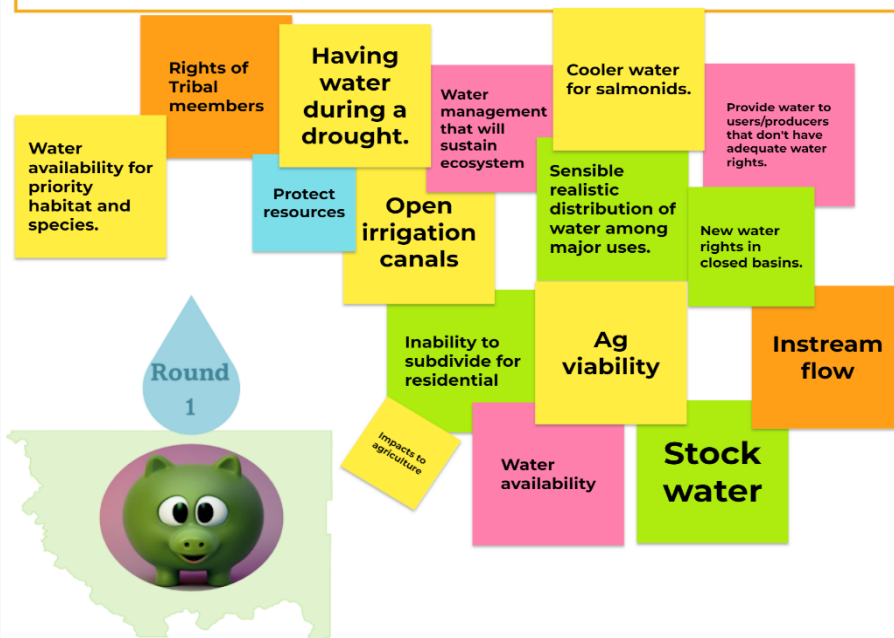 Rights of
Tribal
meembers
Having
water
during a
drought.
Water
management
that will
sustain
ecosystem
Cooler water
for salmonids.
Provide water to
users/producers
that don't have
adequate water
rights.
Water
availability for
priority
habitat and
species.
Protect
resources
Open
irrigation
canals
Sensible
realistic
distribution of
water among
major uses.
New water
rights in
closed basins.
Inability to
subdivide for
residential
Ag
viability
Instream
flow
Impacts to
agriculture
Water
availability
Stock
water
Round
1